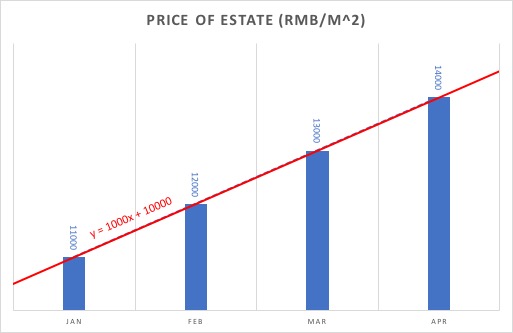 PRICE OF ESTATE (RMB/M^2)
11000
12000
13000
14000
y = 1000x + 10000
JAN
FEB
MAR
APR